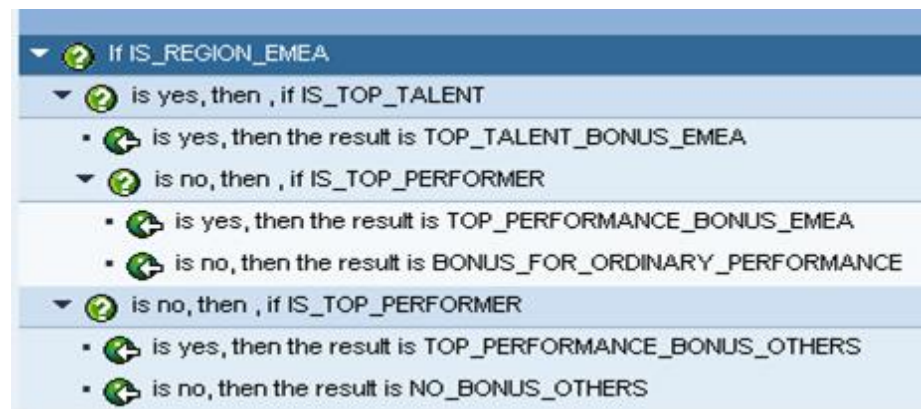 If IS_REGION_EMEA
is yes, then , if IS_TOP_TALENT
is yes, then the result is TOP_TALENT_BONUS_EMEA
is no, then , if IS_TOP_PERFORMER
is yes, then the result is TOP_PERFORMANCE_BONUS_EMEA
is no, then the result is BONUS_FOR_ORDINARY_PERFORMANCE
is no, then , if IS_TOP_PERFORMER
is yes, then the result is TOP_PERFORMANCE_BONUS_OTHERS
is no, then the result is NO_BONUS_OTHERS